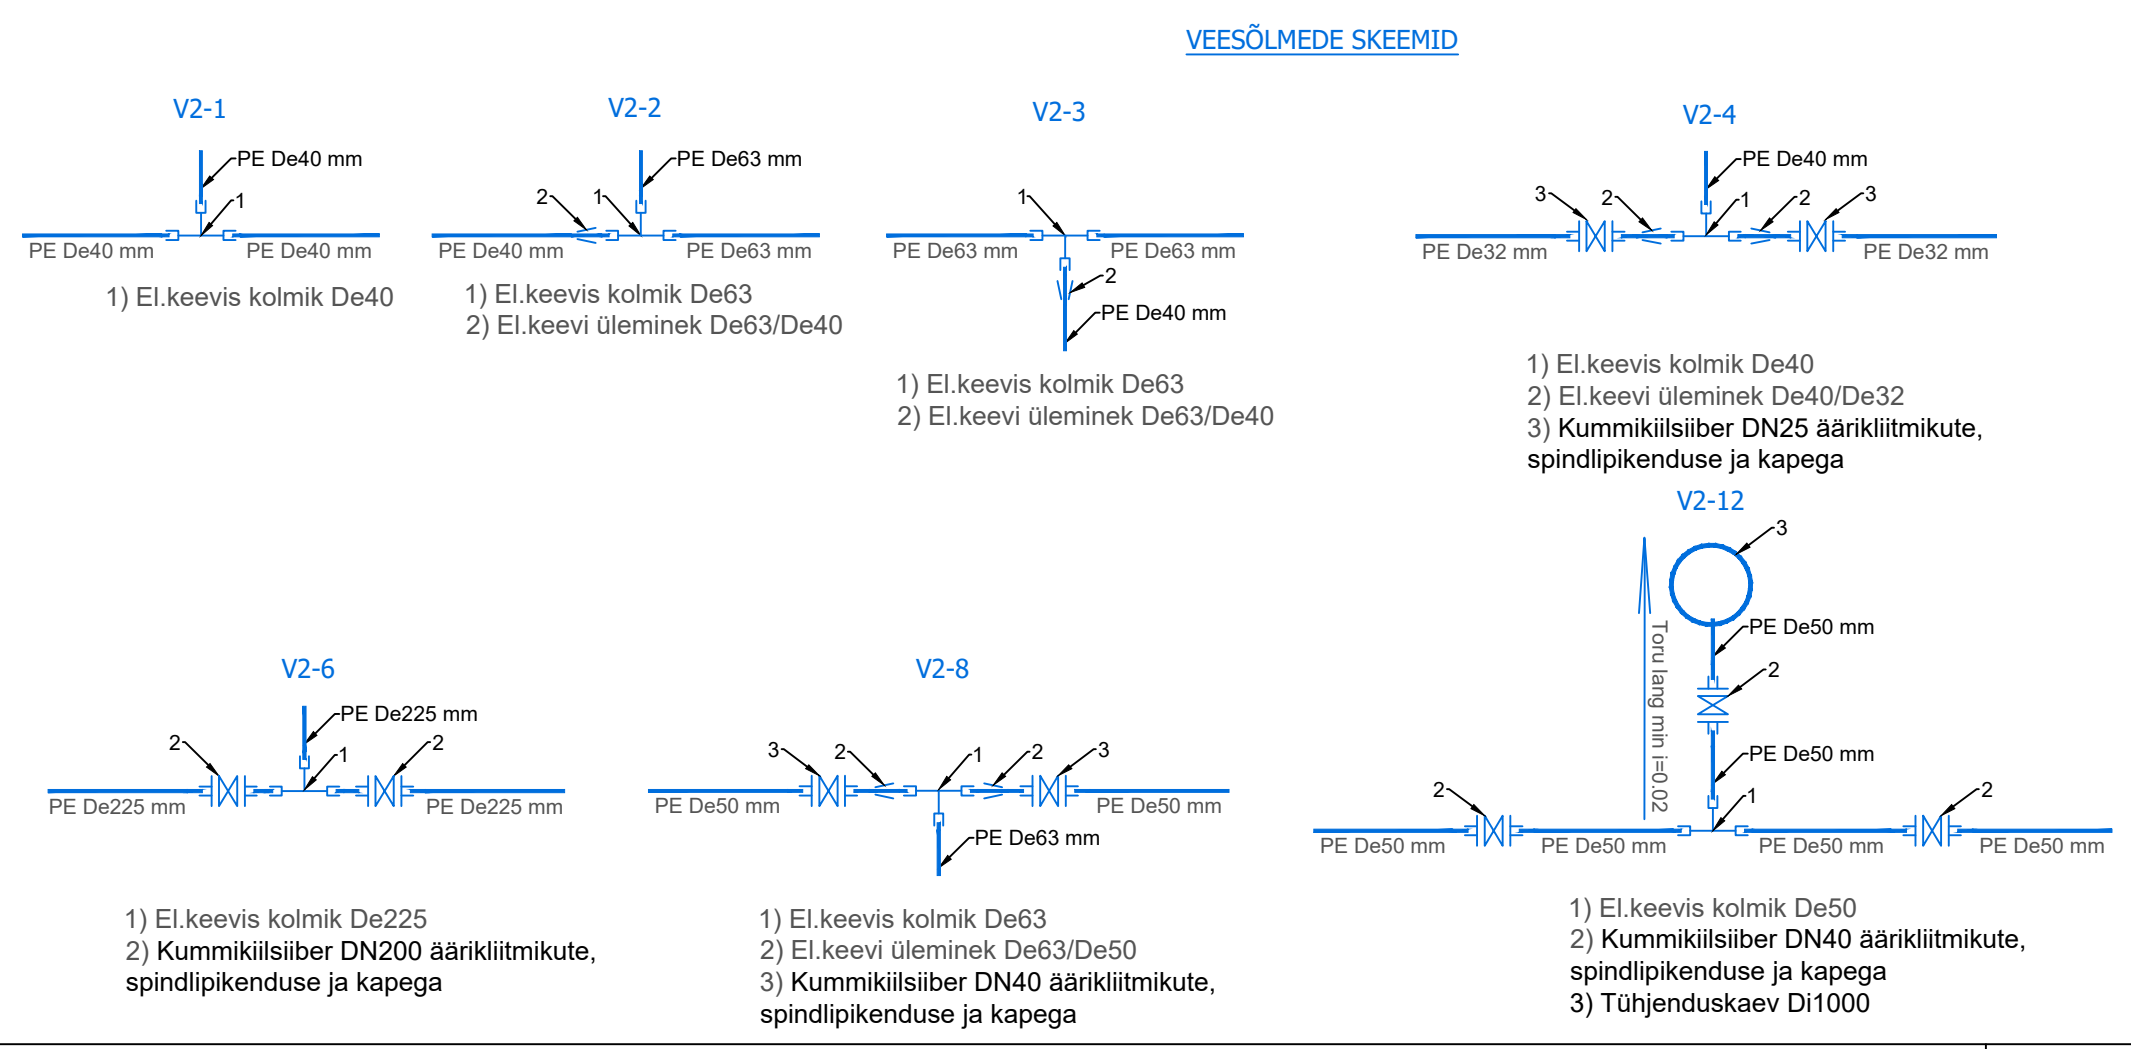 VEESÕLMEDE SKEEMID
V2-1
PE De40 mm
1
PE De40 mm
PE De40 mm
1) El.keevis kolmik De40
V2-2
PE De63 mm
2
1
PE De40 mm
PE De63 mm
1) El.keevis kolmik De63
2) El.keevi üleminek De63/De40
V2-3
1
PE De63 mm
PE De63 mm
2
PE De40 mm
1) El.keevis kolmik De63
2) El.keevi üleminek De63/De40
V2-4
PE De40 mm
3
2
1
2
3
PE De32 mm
PE De32 mm
1) El.keevis kolmik De40
2) El.keevi üleminek De40/De32
3) Kummikiilsiiber DN25 äärikliitmikute,
spindlipikenduse ja kapega
V2-6
PE De225 mm
2
1
2
PE De225 mm
PE De225 mm
1) El.keevis kolmik De225
2) Kummikiilsiiber DN200 äärikliitmikute,
spindlipikenduse ja kapega
V2-8
3
2
1
2
3
PE De50 mm
PE De50 mm
PE De63 mm
1) El.keevis kolmik De63
2) El.keevi üleminek De63/De50
3) Kummikiilsiiber DN40 äärikliitmikute,
spindlipikenduse ja kapega
V2-12
3
PE De50 mm
Toru lang min i=0.02
2
PE De50 mm
2
1
2
PE De50 mm
PE De50 mm
PE De50 mm
PE De50 mm
1) El.keevis kolmik De50
2) Kummikiilsiiber DN40 äärikliitmikute,
spindlipikenduse ja kapega
3) Tühjenduskaev Di1000